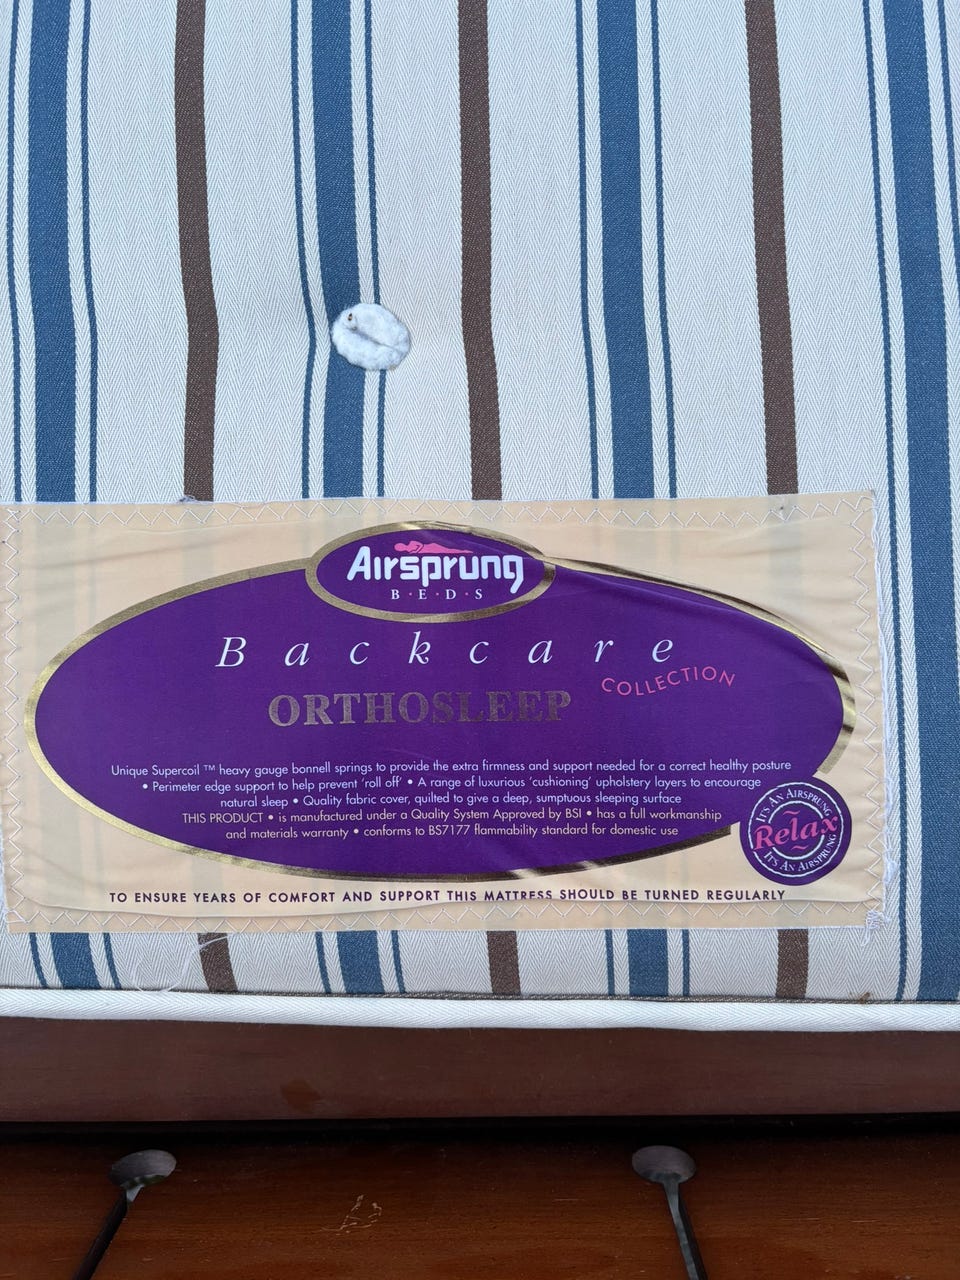 Airsprung
B·E·D·S
Backcare
COLLECTION
ORTHOSLEEP
Unique Supercoil ™ heavy gauge bonnell springs to provide the extra firmness and support needed for a correct healthy posture
• Perimeter edge support to help prevent 'roll off' • A range of luxurious 'cushioning' upholstery layers to encourage
natural sleep • Quality fabric cover, quilted to give a deep, sumptuous sleeping surface
THIS PRODUCT • is manufactured under a Quality System Approved by BSI • has a full workmanship
and materials warranty • conforms to BS7177 flammability standard for domestic use
IT'S AN AIRSPRUNG
Relax
IT'S AN AIRSPRUNG
TO ENSURE YEARS OF COMFORT AND SUPPORT THIS MATTRESS SHOULD BE TURNED REGULARLY